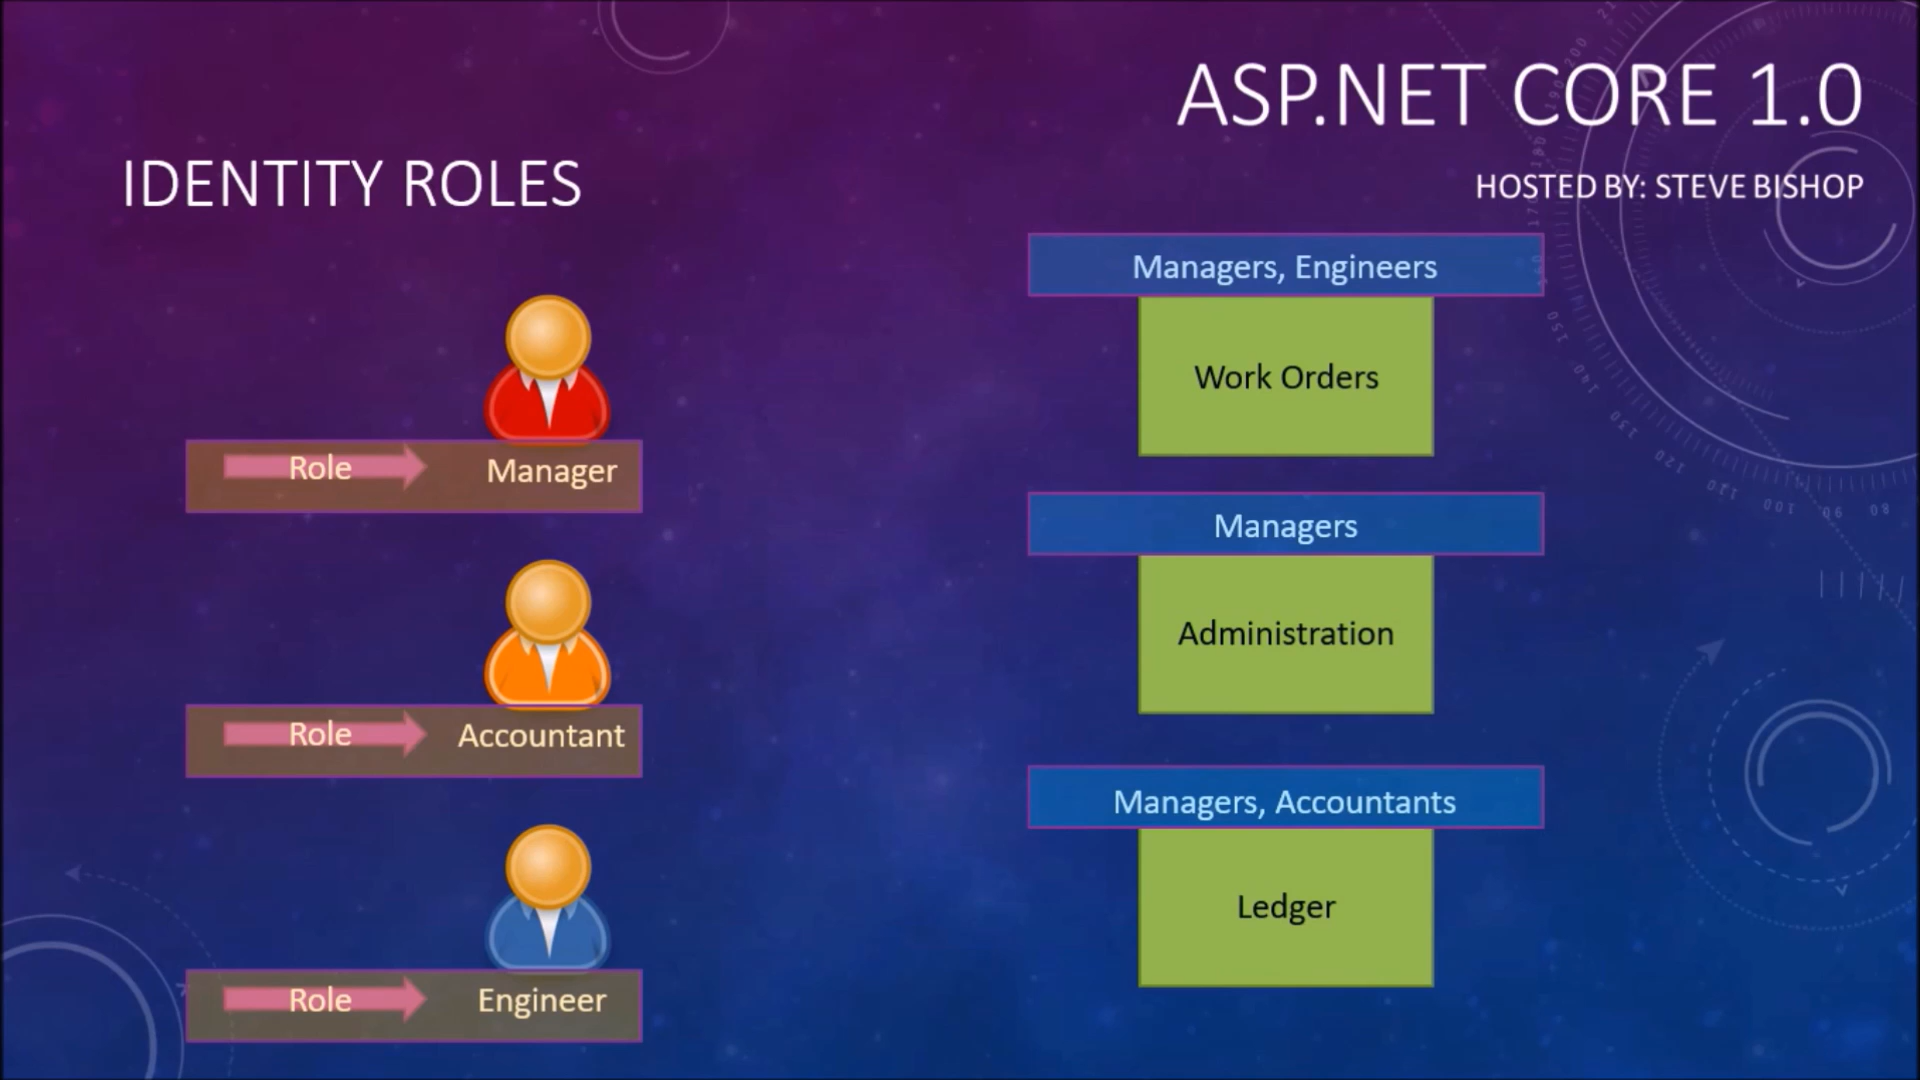 ASP.NET CORE 1.0
IDENTITY ROLES
HOSTED BY: STEVE BISHOP
Role
Manager
Role
Accountant
Role
Engineer
Managers, Engineers
Work Orders
Managers
Administration
Managers, Accountants
Ledger